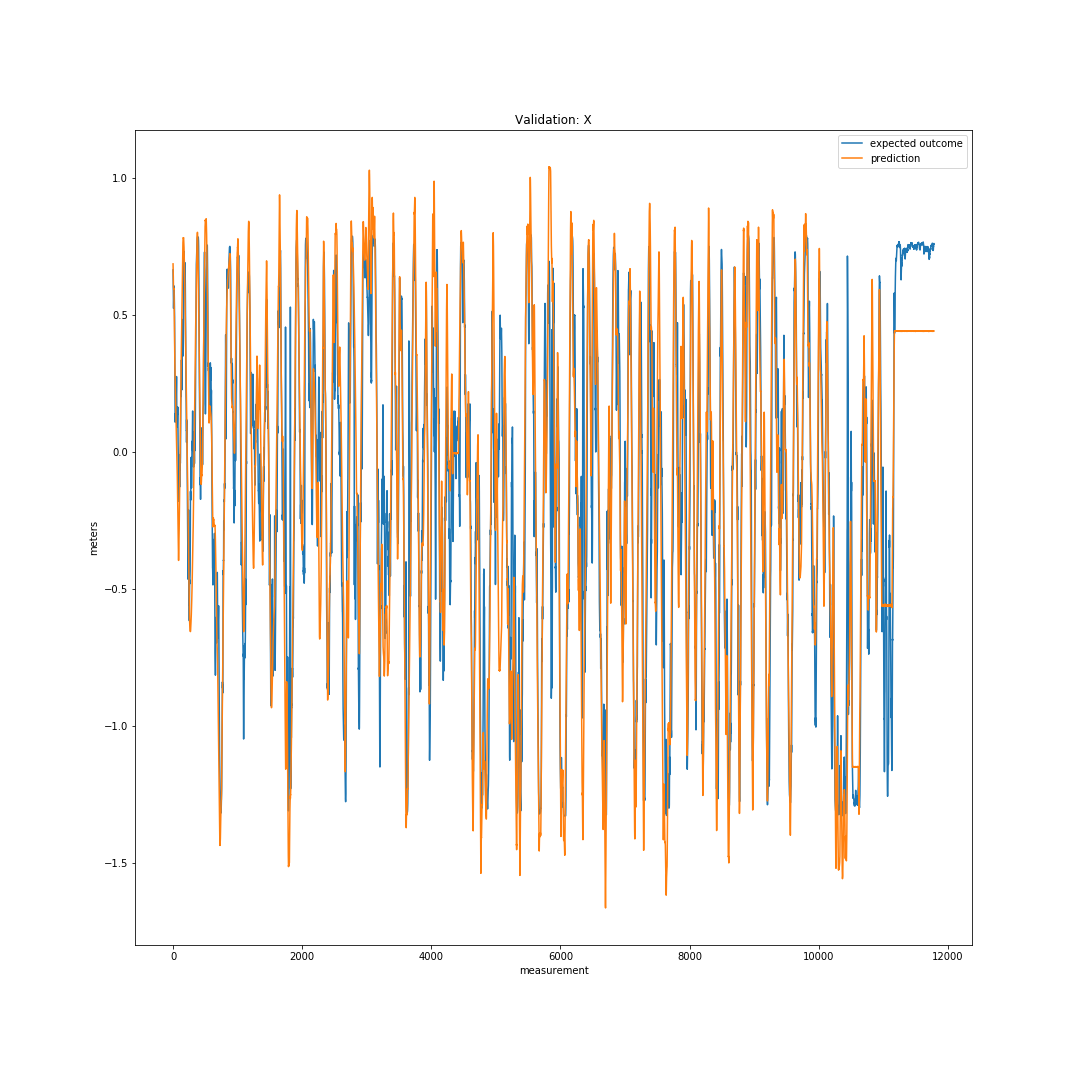 Validation: X
expected outcome
prediction
1.0
0.5
0.0
−0.5
−1.0
−1.5
meters
0 2000 4000 6000 8000 10000 12000
measurement